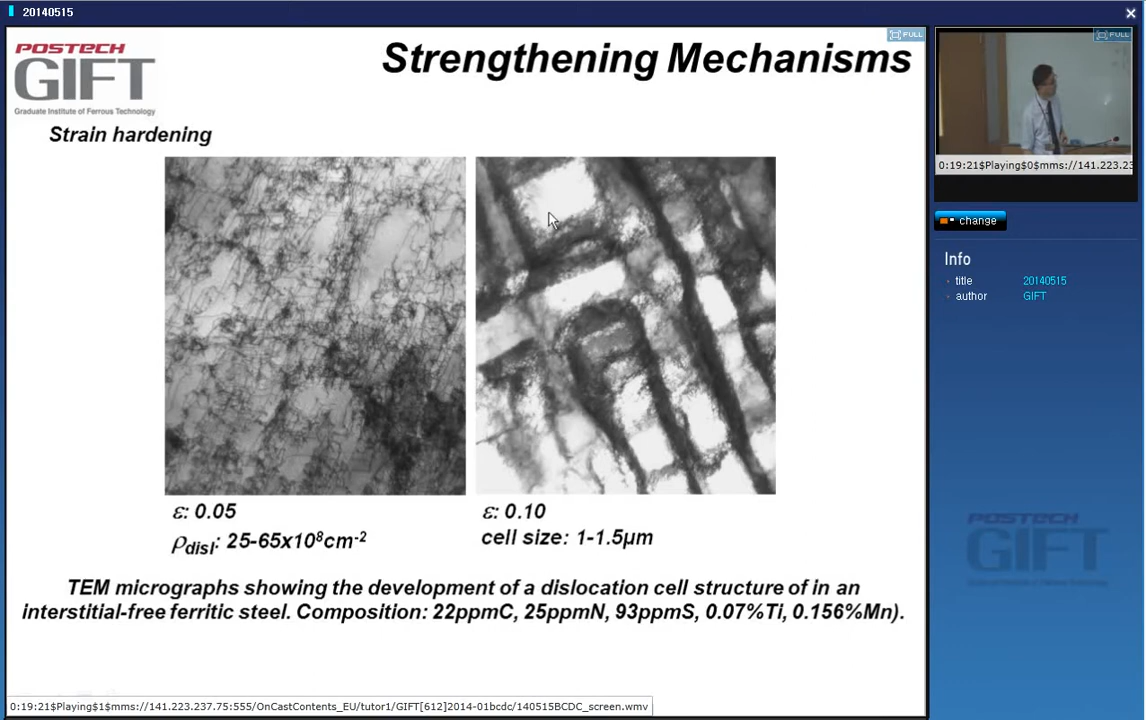 20140515
POSTECH
GIFT
Graduate Institute of Ferrous Technology
FULL
Strengthening Mechanisms
Strain hardening
ε: 0.05
ρdisl: 25-65x10⁸cm⁻²
ε: 0.10
cell size: 1-1.5μm
TEM micrographs showing the development of a dislocation cell structure of in an
interstitial-free ferritic steel. Composition: 22ppmC, 25ppmN, 93ppmS, 0.07%Ti, 0.156%Mn).
0:19:21$Playing$1$mms://141.223.237.75:555/OnCastContents_EU/tutor1/GIFT[612]2014-01bcdc/140515BCDC_screen.wmv
FULL
0:19:21$Playing$0$mms://141.223.23
change
Info
title 20140515
author GIFT
POSTECH
GIFT